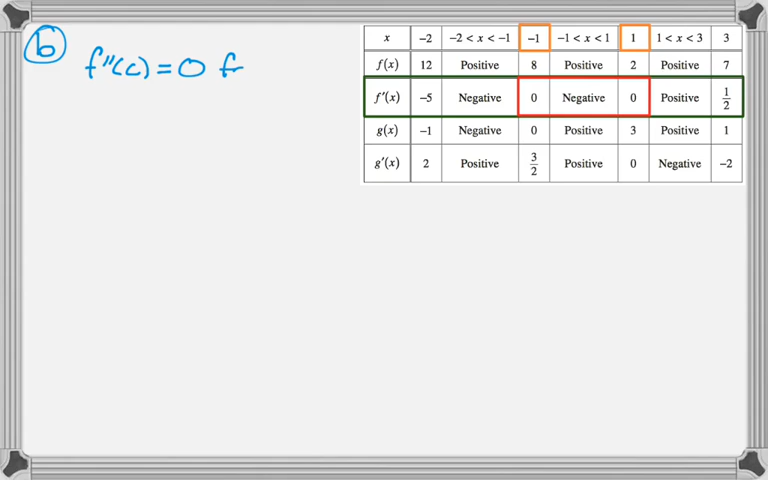 b
f''(c) = 0 f
x −2 −2 < x < −1 −1 −1 < x < 1 1 1 < x < 3 3
f(x) 12 Positive 8 Positive 2 Positive 7
f′(x) −5 Negative 0 Negative 0 Positive 1/2
g(x) −1 Negative 0 Positive 3 Positive 1
g′(x) 2 Positive 3/2 Positive 0 Negative −2